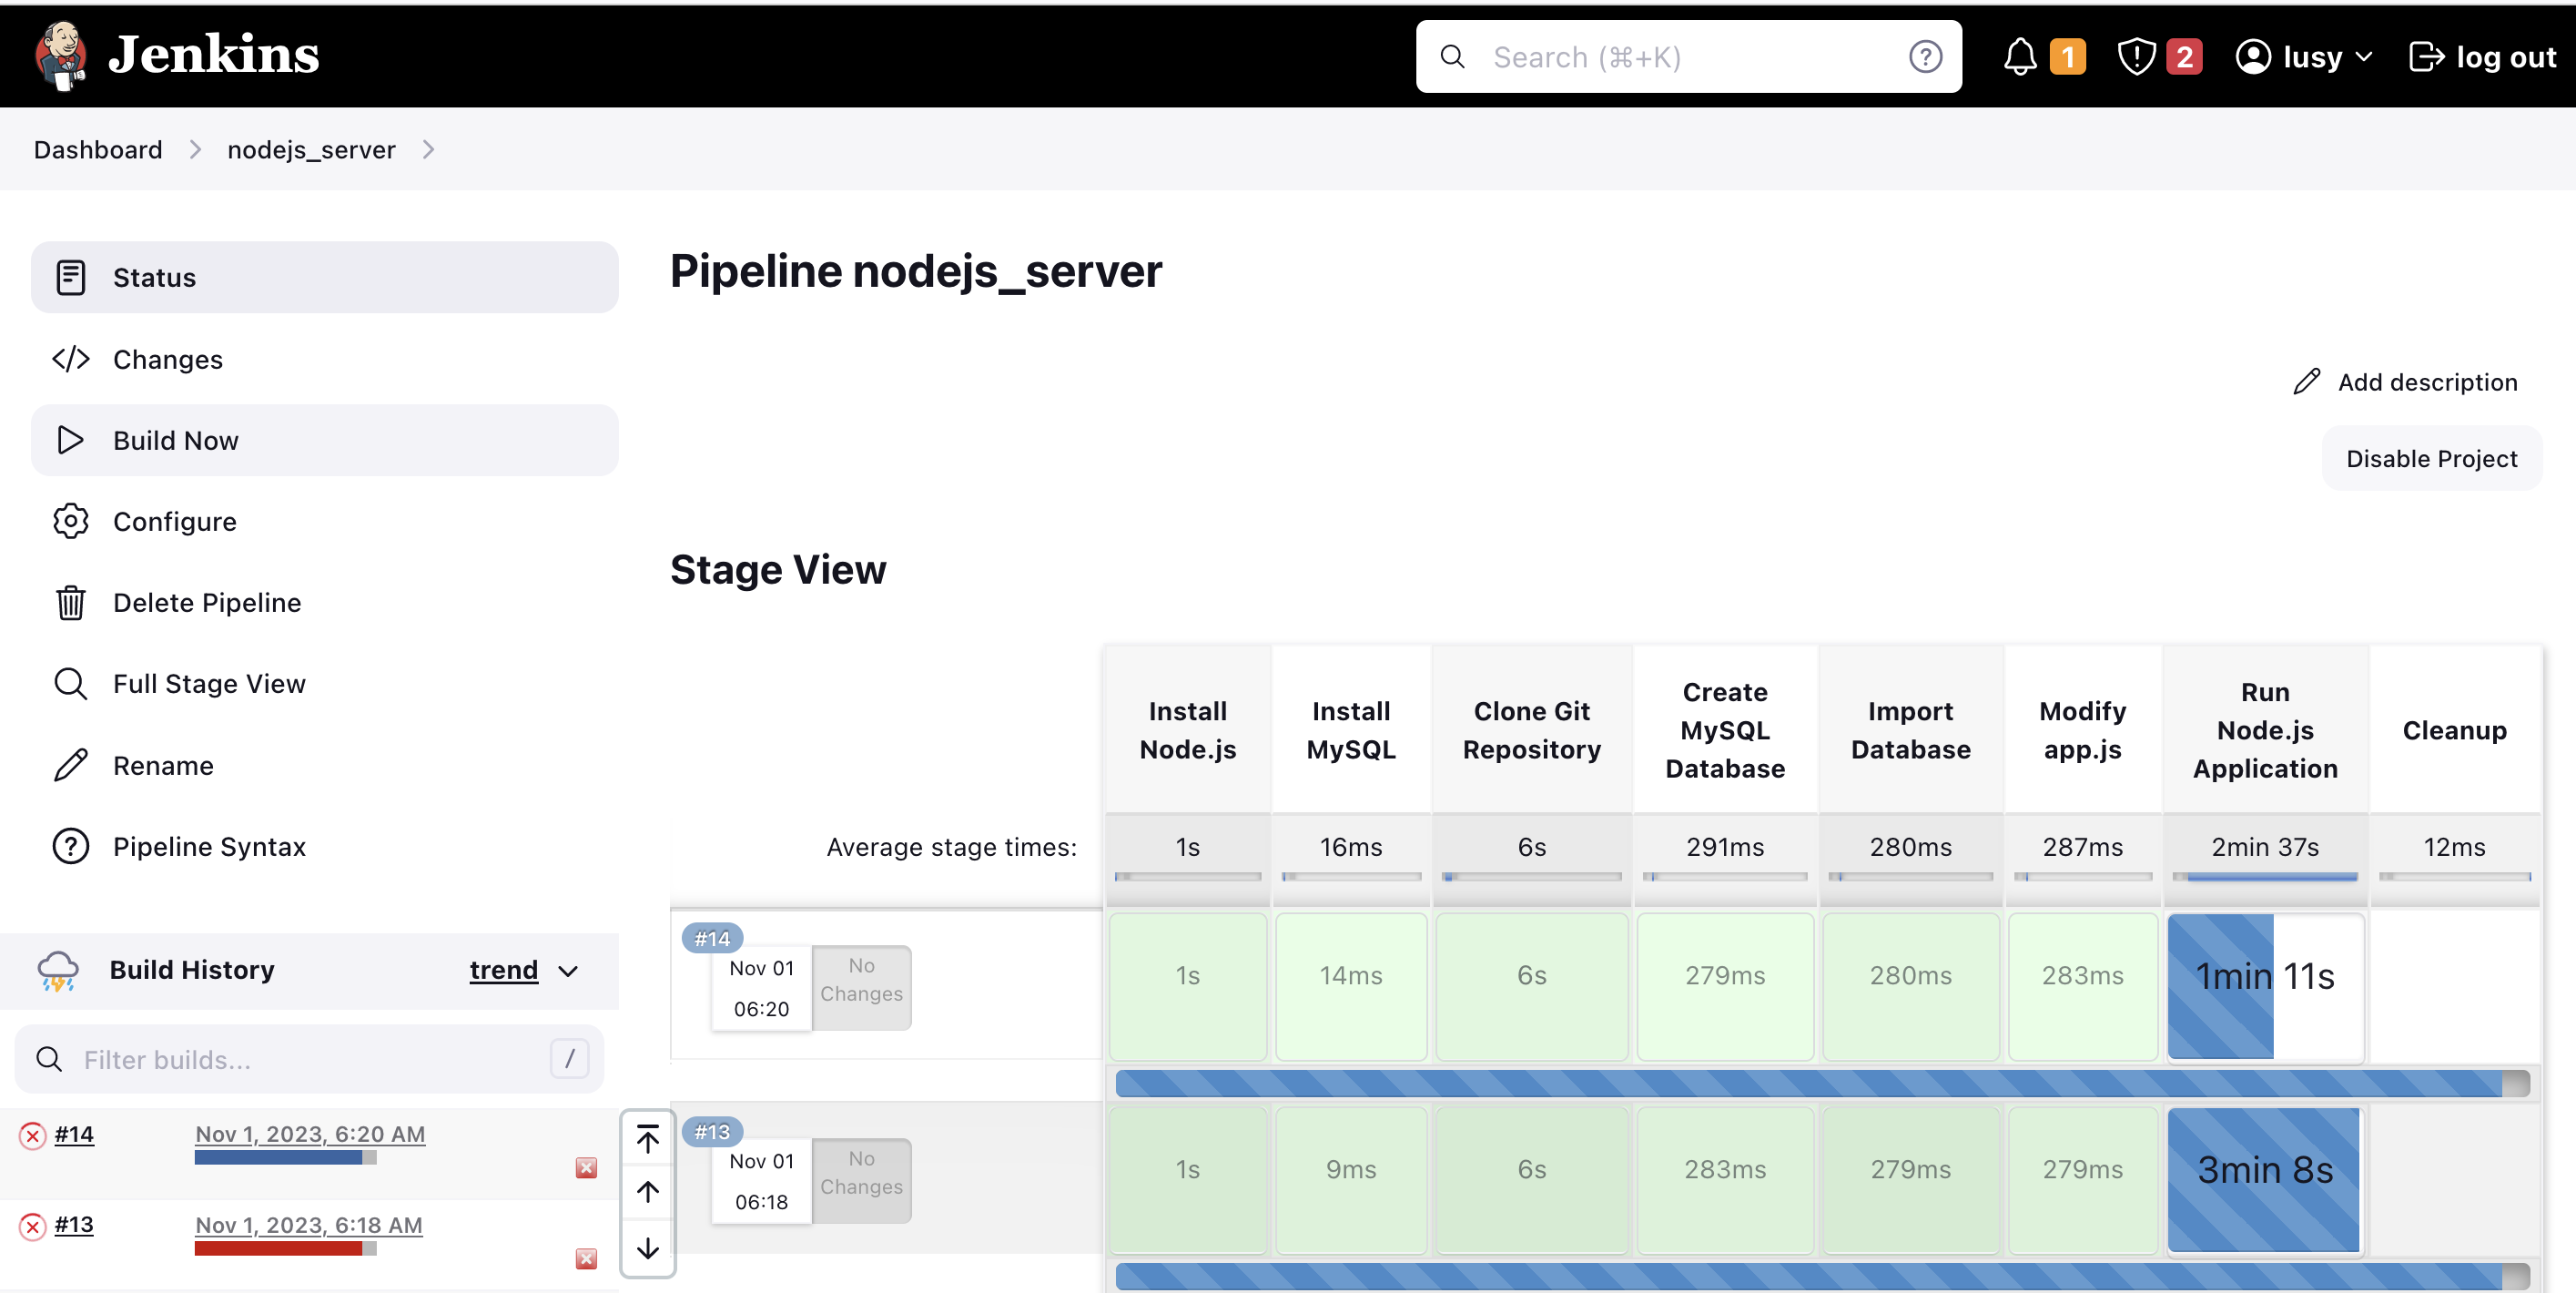 Jenkins
Search (⌘+K)
1
2
lusy
log out
Dashboard
nodejs_server
Status
Changes
Build Now
Configure
Delete Pipeline
Full Stage View
Rename
Pipeline Syntax
Build History
trend
Filter builds...
/
#14
Nov 1, 2023, 6:20 AM
#13
Nov 1, 2023, 6:18 AM
Pipeline nodejs_server
Add description
Disable Project
Stage View
Install
Node.js
Install
MySQL
Clone Git
Repository
Create
MySQL
Database
Import
Database
Modify
app.js
Run
Node.js
Application
Cleanup
Average stage times:
1s
16ms
6s
291ms
280ms
287ms
2min 37s
12ms
#14
Nov 01
06:20
No
Changes
1s
14ms
6s
279ms
280ms
283ms
1min 11s
#13
Nov 01
06:18
No
Changes
1s
9ms
6s
283ms
279ms
279ms
3min 8s